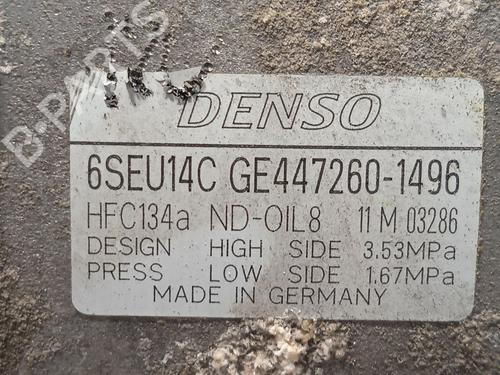 B-PARTS
DENSO
6SEU14C GE447260-1496
HFC134a ND-OIL8 11 M 03286
DESIGN HIGH SIDE 3.53MPa
PRESS LOW SIDE 1.67MPa
MADE IN GERMANY